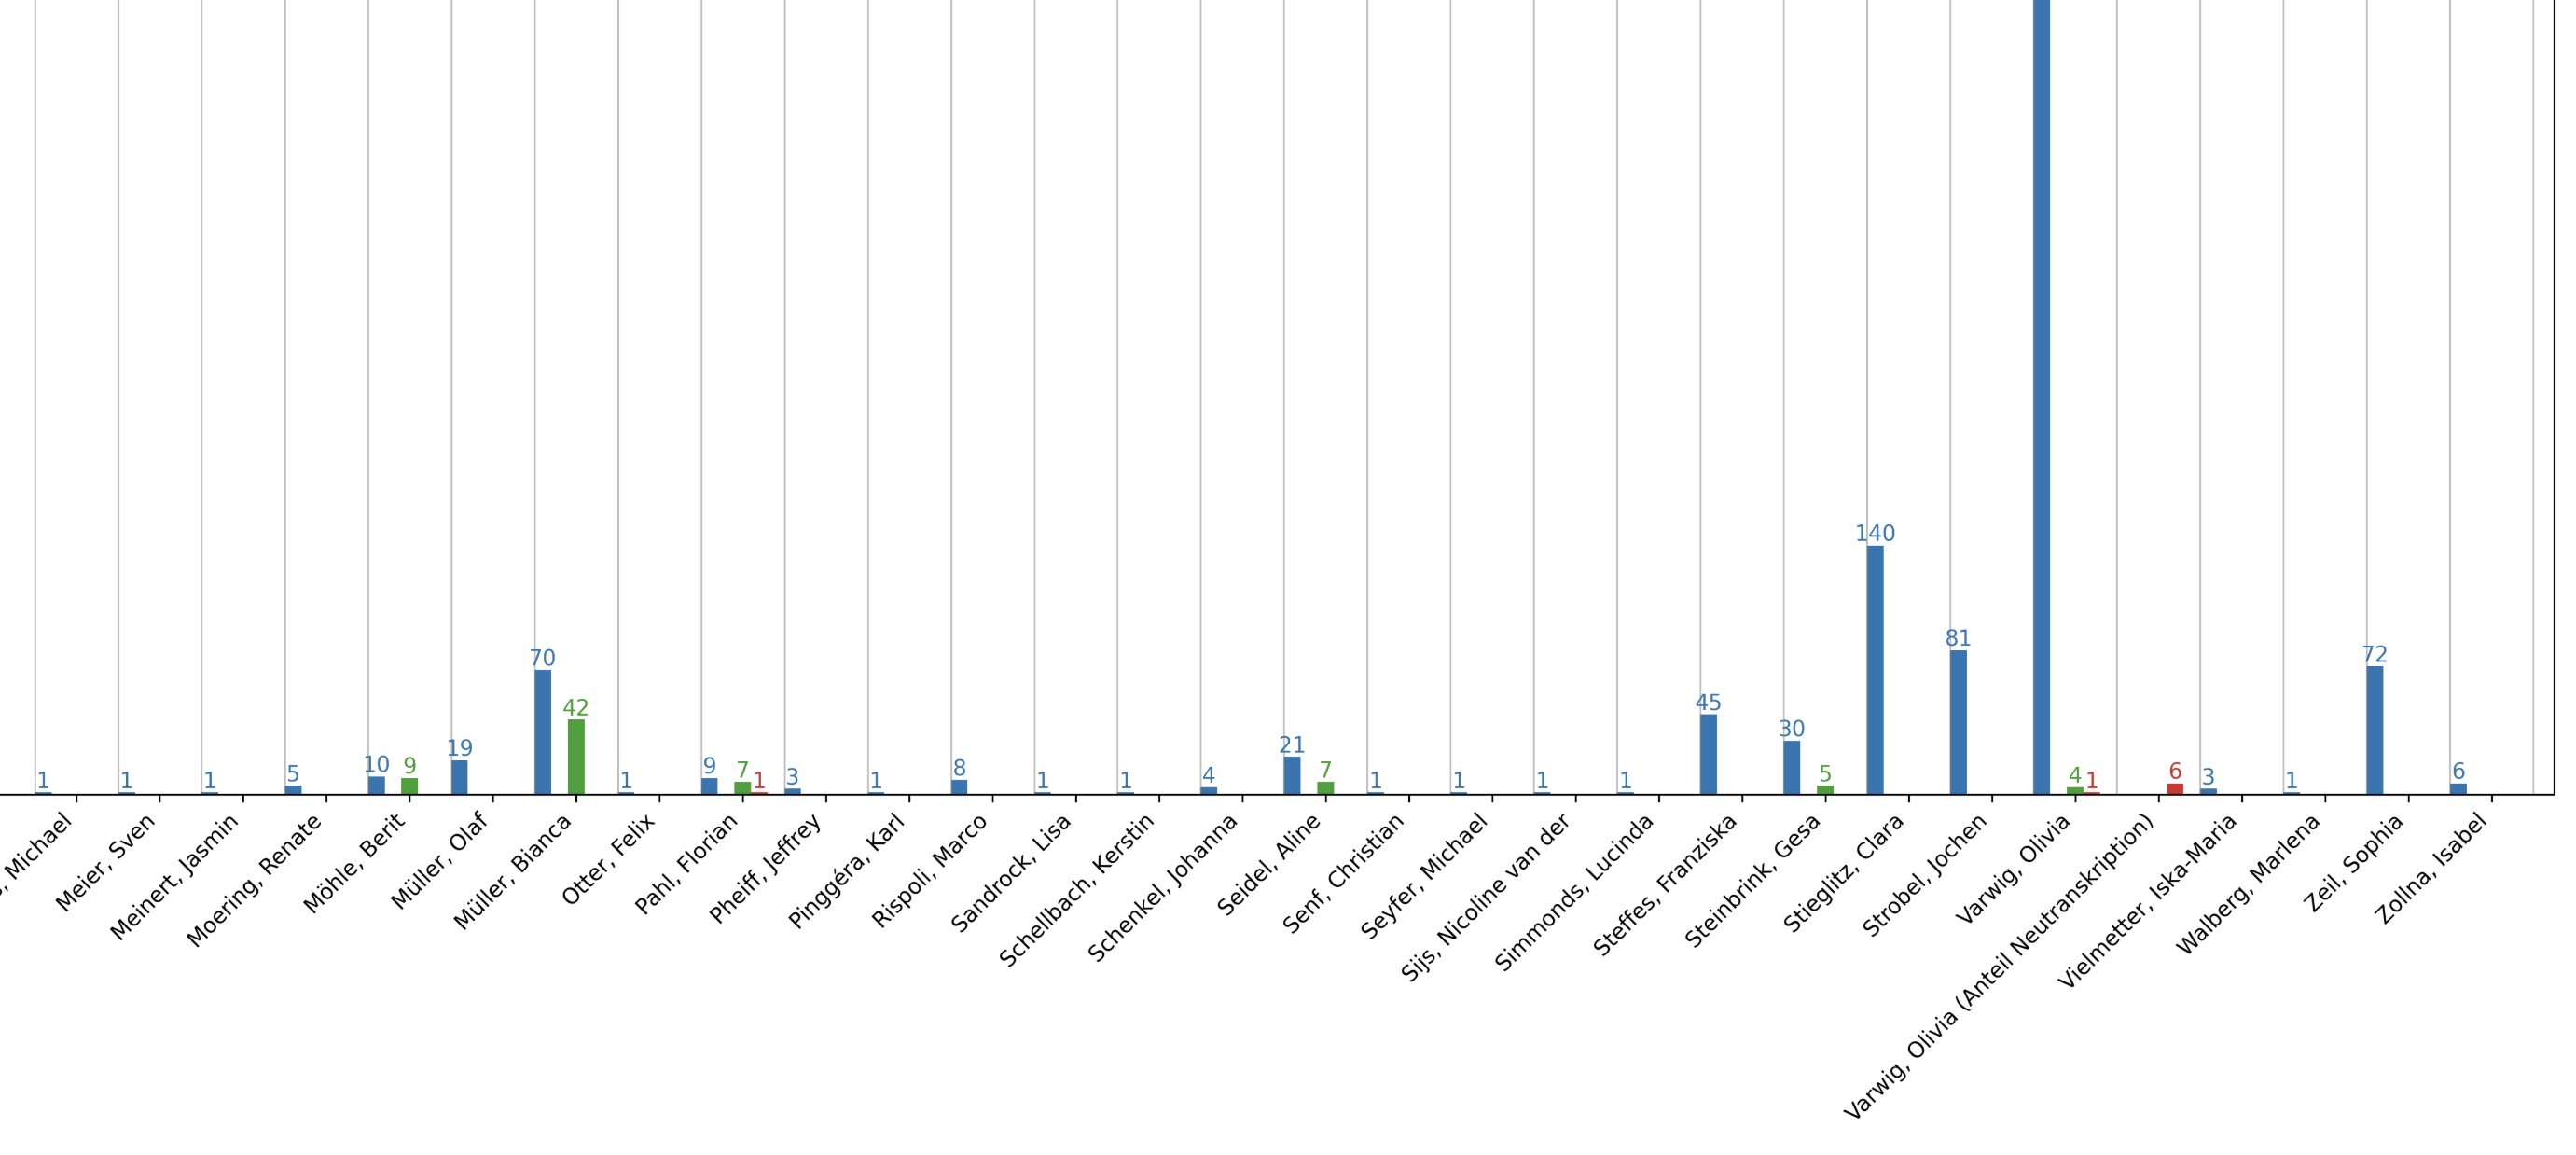 140
81
70
72
42
45
30
19
21
10
9
5
1
1
1
1
9
7
1
3
1
8
1
1
4
7
1
1
1
1
5
4
1
6
3
1
6
Michael
Meier, Sven
Meinert, Jasmin
Moering, Renate
Möhle, Berit
Müller, Olaf
Müller, Bianca
Otter, Felix
Pahl, Florian
Pheiff, Jeffrey
Pinggéra, Karl
Rispoli, Marco
Sandrock, Lisa
Schellbach, Kerstin
Schenkel, Johanna
Seidel, Aline
Senf, Christian
Seyfer, Michael
Sijs, Nicoline van der
Simmonds, Lucinda
Steffes, Franziska
Steinbrink, Gesa
Stieglitz, Clara
Strobel, Jochen
Varwig, Olivia
Varwig, Olivia (Anteil Neutranskription)
Vielmetter, Iska-Maria
Walberg, Marlena
Zeil, Sophia
Zollna, Isabel